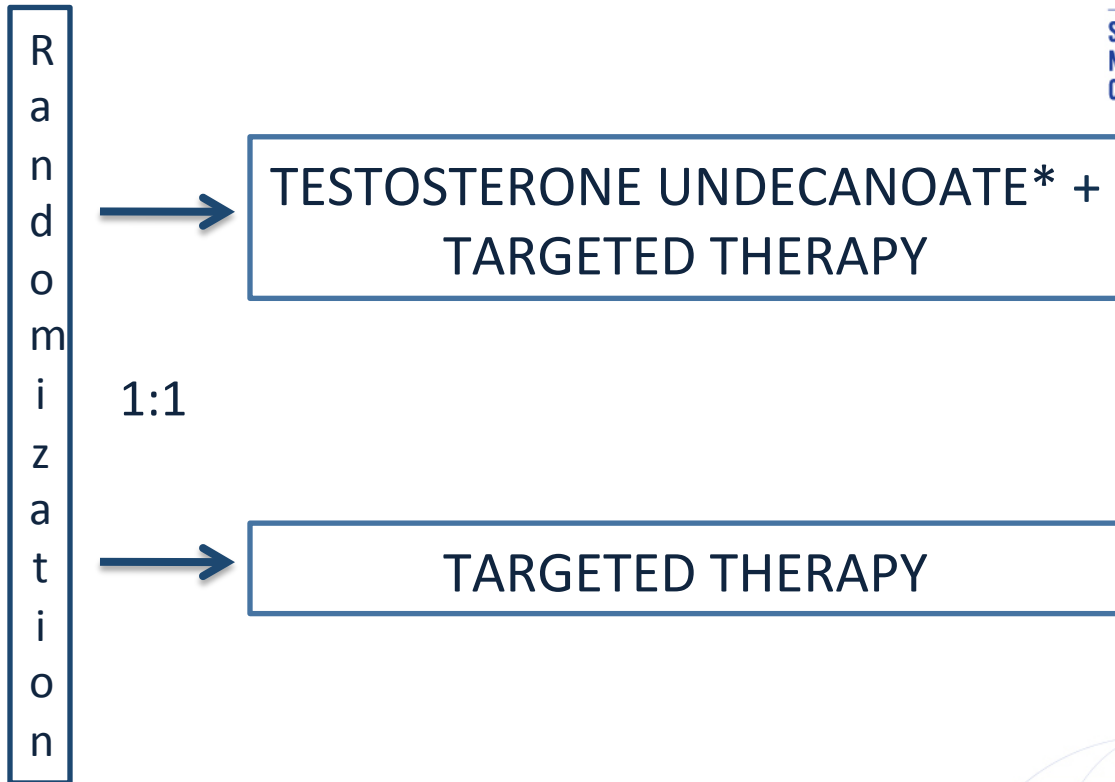 Randomization
TESTOSTERONE UNDECANOATE* +
TARGETED THERAPY
1:1
TARGETED THERAPY